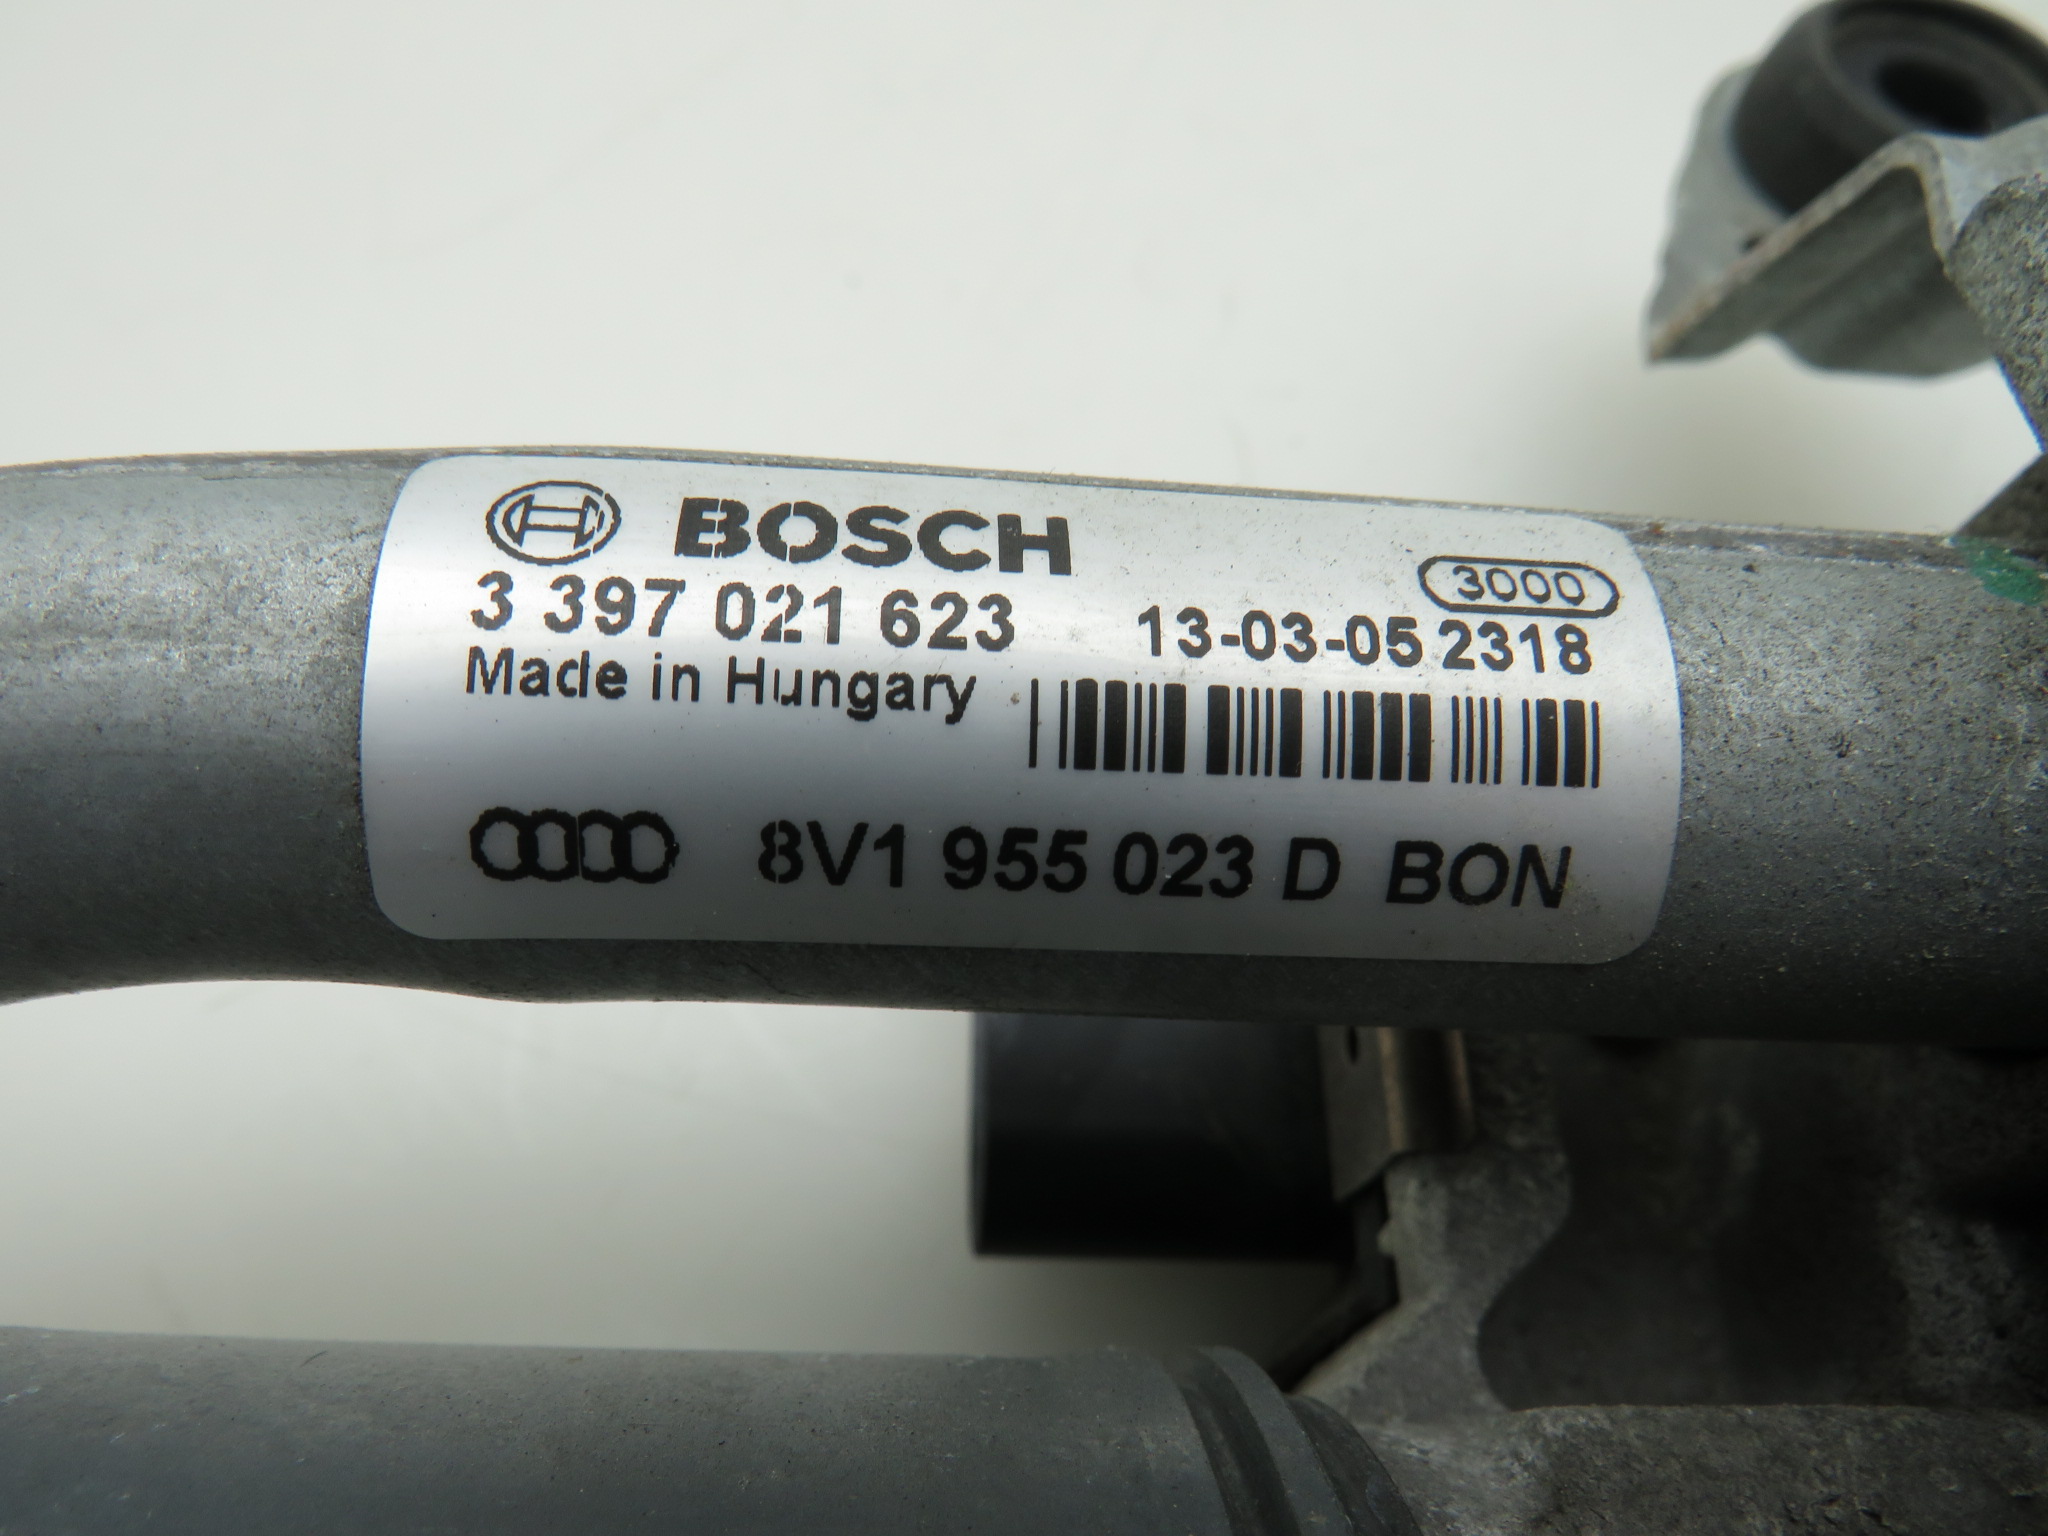 BOSCH
3000
3 397 021 623 13-03-05 2318
Made in Hungary
8V1 955 023 D BON